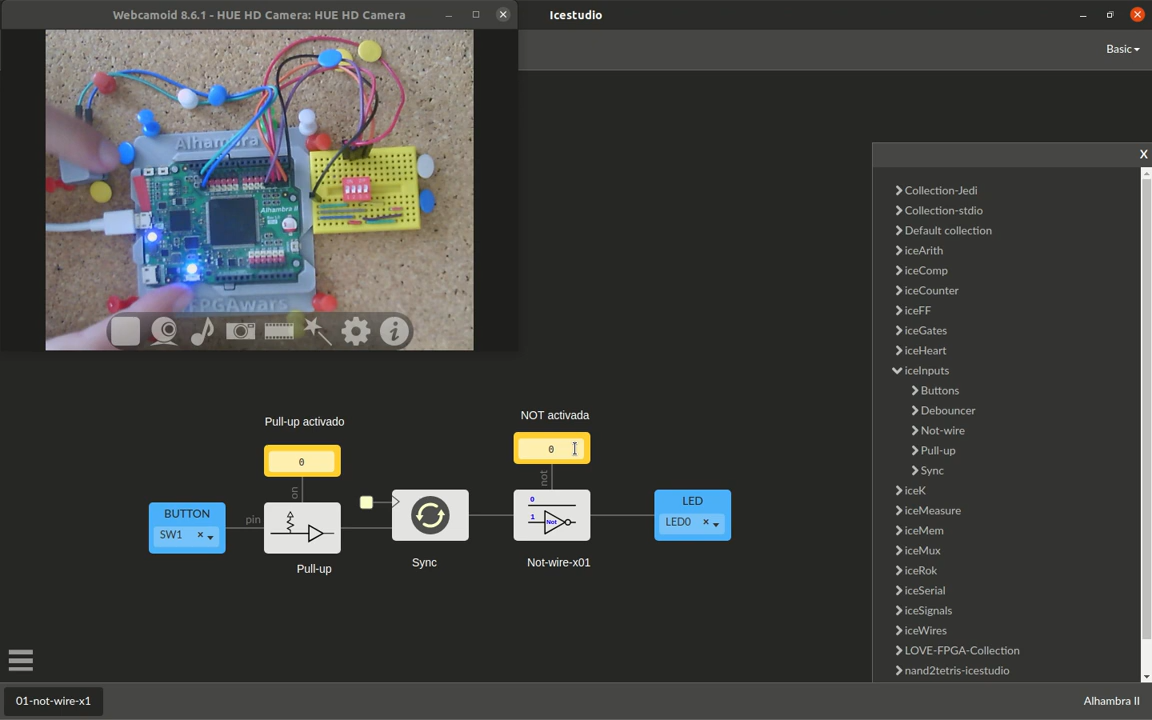 Webcamoid 8.6.1 - HUE HD Camera: HUE HD Camera
Icestudio
Basic
Alhambra
Alhambra II
FPGAwars
X
Collection-Jedi
Collection-stdio
Default collection
iceArith
iceComp
iceCounter
iceFF
iceGates
iceHeart
iceInputs
Buttons
Debouncer
Not-wire
Pull-up
Sync
iceK
iceMeasure
iceMem
iceMux
iceRok
iceSerial
iceSignals
iceWires
LOVE-FPGA-Collection
nand2tetris-icestudio
Pull-up activado
NOT activada
0
0
on
not
BUTTON
SW1
pin
0
1
Not
LED
LED0
Pull-up
Sync
Not-wire-x01
01-not-wire-x1
Alhambra II